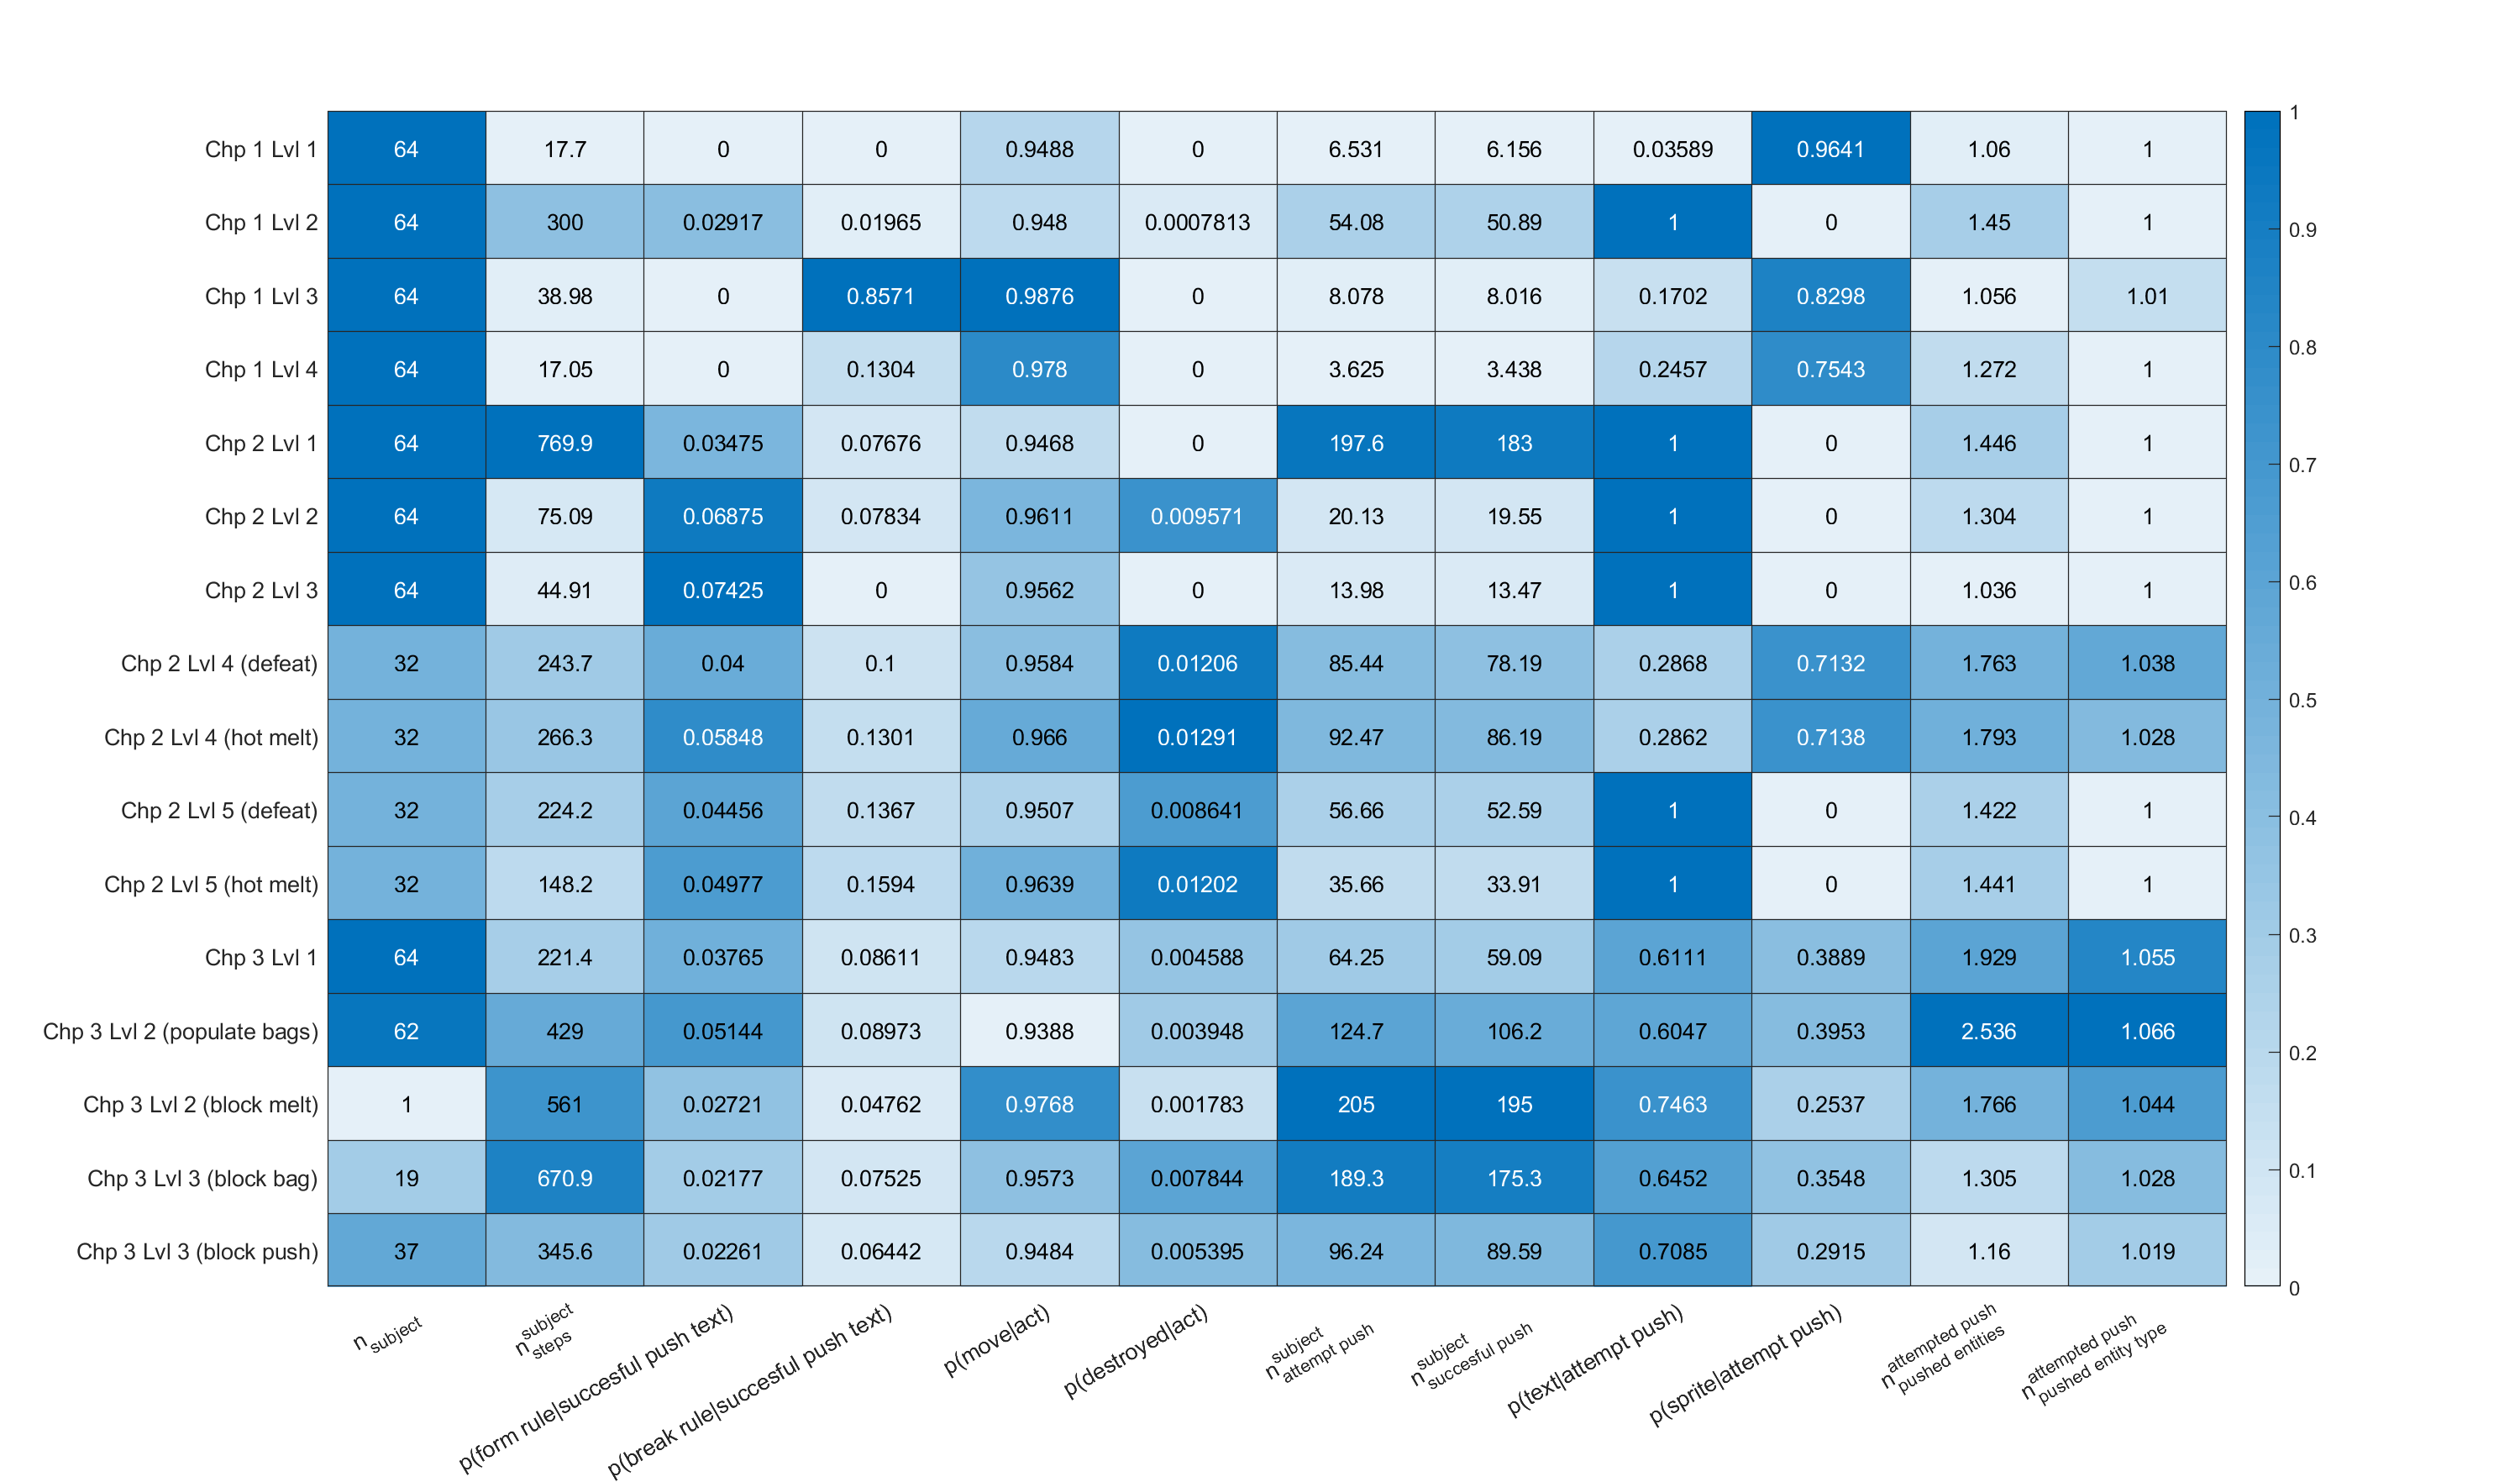 Chp 1 Lvl 1 64 17.7 0 0 0.9488 0 6.531 6.156 0.03589 0.9641 1.06 1
Chp 1 Lvl 2 64 300 0.02917 0.01965 0.948 0.0007813 54.08 50.89 1 0 1.45 1
Chp 1 Lvl 3 64 38.98 0 0.8571 0.9876 0 8.078 8.016 0.1702 0.8298 1.056 1.01
Chp 1 Lvl 4 64 17.05 0 0.1304 0.978 0 3.625 3.438 0.2457 0.7543 1.272 1
Chp 2 Lvl 1 64 769.9 0.03475 0.07676 0.9468 0 197.6 183 1 0 1.446 1
Chp 2 Lvl 2 64 75.09 0.06875 0.07834 0.9611 0.009571 20.13 19.55 1 0 1.304 1
Chp 2 Lvl 3 64 44.91 0.07425 0 0.9562 0 13.98 13.47 1 0 1.036 1
Chp 2 Lvl 4 (defeat) 32 243.7 0.04 0.1 0.9584 0.01206 85.44 78.19 0.2868 0.7132 1.763 1.038
Chp 2 Lvl 4 (hot melt) 32 266.3 0.05848 0.1301 0.966 0.01291 92.47 86.19 0.2862 0.7138 1.793 1.028
Chp 2 Lvl 5 (defeat) 32 224.2 0.04456 0.1367 0.9507 0.008641 56.66 52.59 1 0 1.422 1
Chp 2 Lvl 5 (hot melt) 32 148.2 0.04977 0.1594 0.9639 0.01202 35.66 33.91 1 0 1.441 1
Chp 3 Lvl 1 64 221.4 0.03765 0.08611 0.9483 0.004588 64.25 59.09 0.6111 0.3889 1.929 1.055
Chp 3 Lvl 2 (populate bags) 62 429 0.05144 0.08973 0.9388 0.003948 124.7 106.2 0.6047 0.3953 2.536 1.066
Chp 3 Lvl 2 (block melt) 1 561 0.02721 0.04762 0.9768 0.001783 205 195 0.7463 0.2537 1.766 1.044
Chp 3 Lvl 3 (block bag) 19 670.9 0.02177 0.07525 0.9573 0.007844 189.3 175.3 0.6452 0.3548 1.305 1.028
Chp 3 Lvl 3 (block push) 37 345.6 0.02261 0.06442 0.9484 0.005395 96.24 89.59 0.7085 0.2915 1.16 1.019
n subject
n subject steps
p(form rule|succesful push text)
p(break rule|succesful push text)
p(move|act)
p(destroyed|act)
n subject attempt push
n subject succesful push
p(text|attempt push)
p(sprite|attempt push)
n attempted push pushed entities
n attempted push pushed entity type
1
0.9
0.8
0.7
0.6
0.5
0.4
0.3
0.2
0.1
0